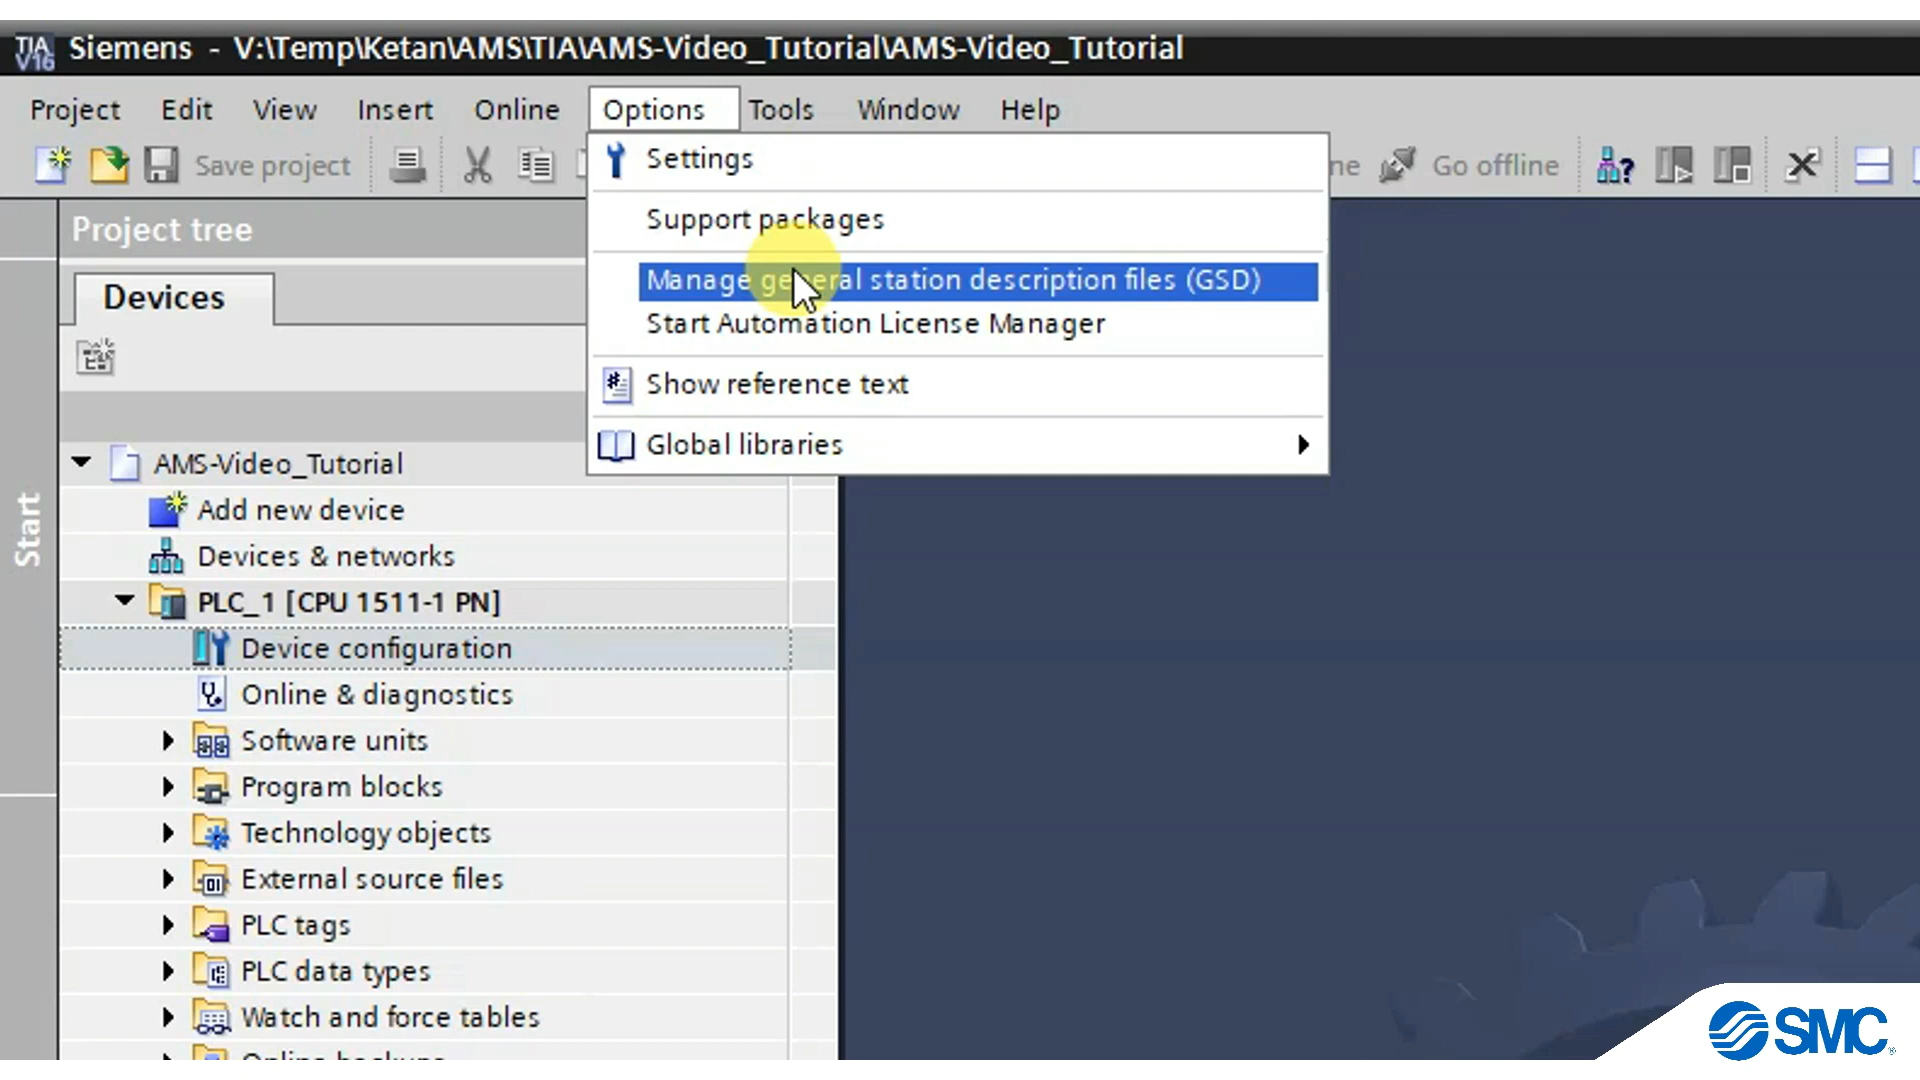 TIA V16 Siemens - V:\Temp\Ketan\AMS\TIA\AMS-Video_Tutorial\AMS-Video_Tutorial
Project Edit View Insert Online Options Tools Window Help
Save project
ne Go offline
Settings
Support packages
Manage general station description files (GSD)
Start Automation License Manager
Show reference text
Global libraries
Project tree
Devices
Start
AMS-Video_Tutorial
Add new device
Devices & networks
PLC_1 [CPU 1511-1 PN]
Device configuration
Online & diagnostics
Software units
Program blocks
Technology objects
External source files
PLC tags
PLC data types
Watch and force tables
SMC